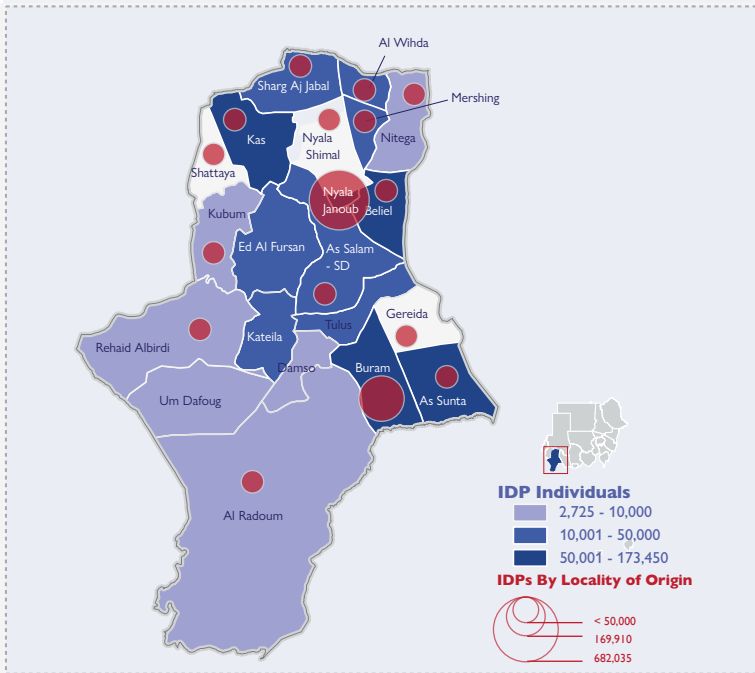 Al Wihda
Sharg Aj Jabal
Mershing
Kas
Nyala
Shimal
Nitega
Shattaya
Nyala
Janoub
Beliel
Kubum
Ed Al Fursan
As Salam
- SD
Gereida
Tulus
Kateila
Rehaid Albirdi
Damso
Buram
Um Dafoug
As Sunta
Al Radoum
IDP Individuals
2,725 - 10,000
10,001 - 50,000
50,001 - 173,450
IDPs By Locality of Origin
< 50,000
169,910
682,035